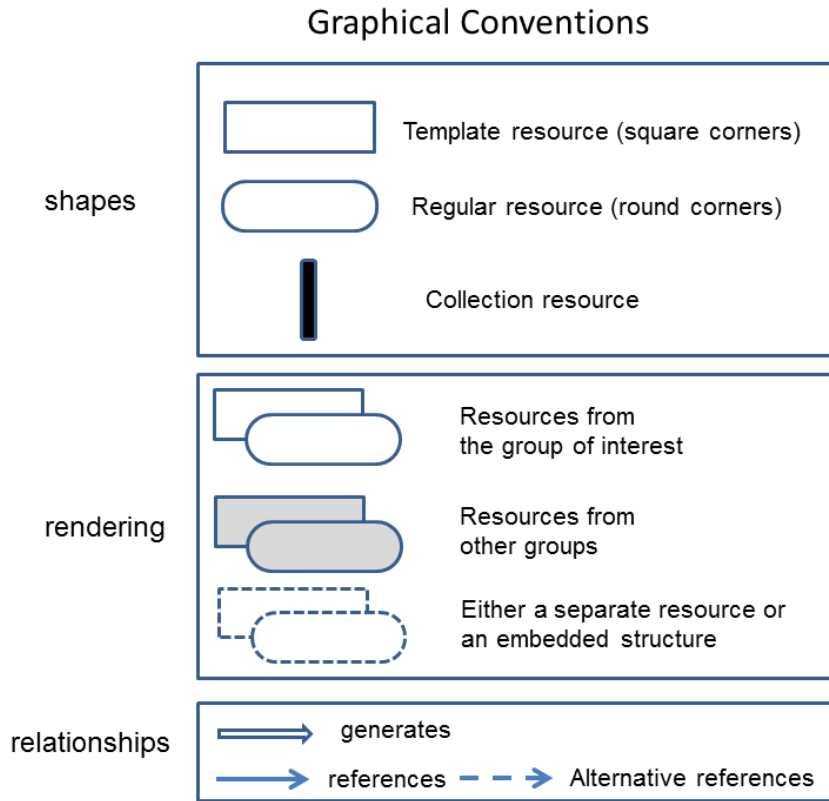 Graphical Conventions
shapes
Template resource (square corners)
Regular resource (round corners)
Collection resource
rendering
Resources from
the group of interest
Resources from
other groups
Either a separate resource or
an embedded structure
relationships
generates
references
Alternative references